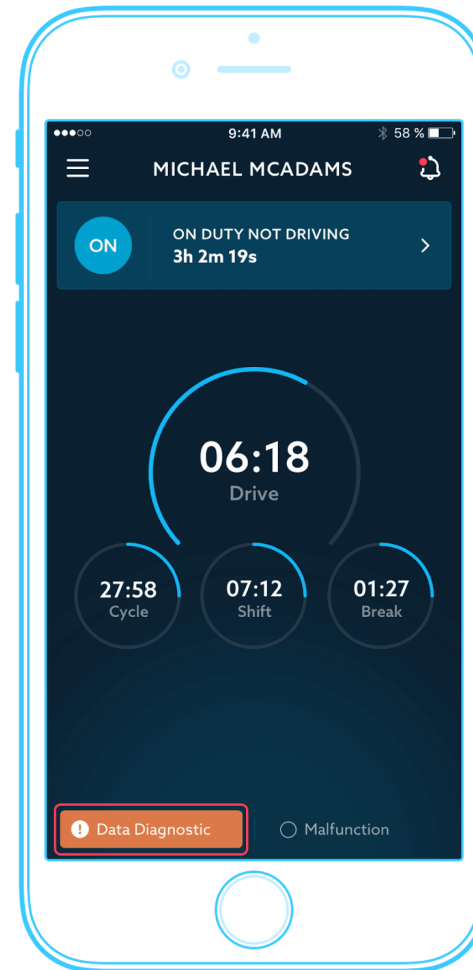 9:41 AM
58 %
MICHAEL MCADAMS
ON
ON DUTY NOT DRIVING
3h 2m 19s
06:18
Drive
27:58
Cycle
07:12
Shift
01:27
Break
! Data Diagnostic
Malfunction